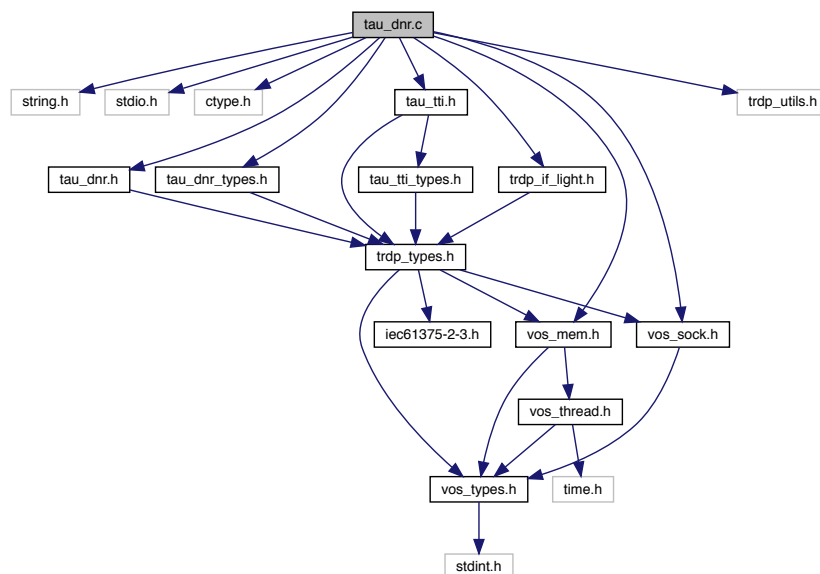 tau_dnr.c
string.h
stdio.h
ctype.h
tau_tti.h
trdp_utils.h
tau_dnr.h
tau_dnr_types.h
tau_tti_types.h
trdp_if_light.h
trdp_types.h
iec61375-2-3.h
vos_mem.h
vos_sock.h
vos_thread.h
vos_types.h
time.h
stdint.h